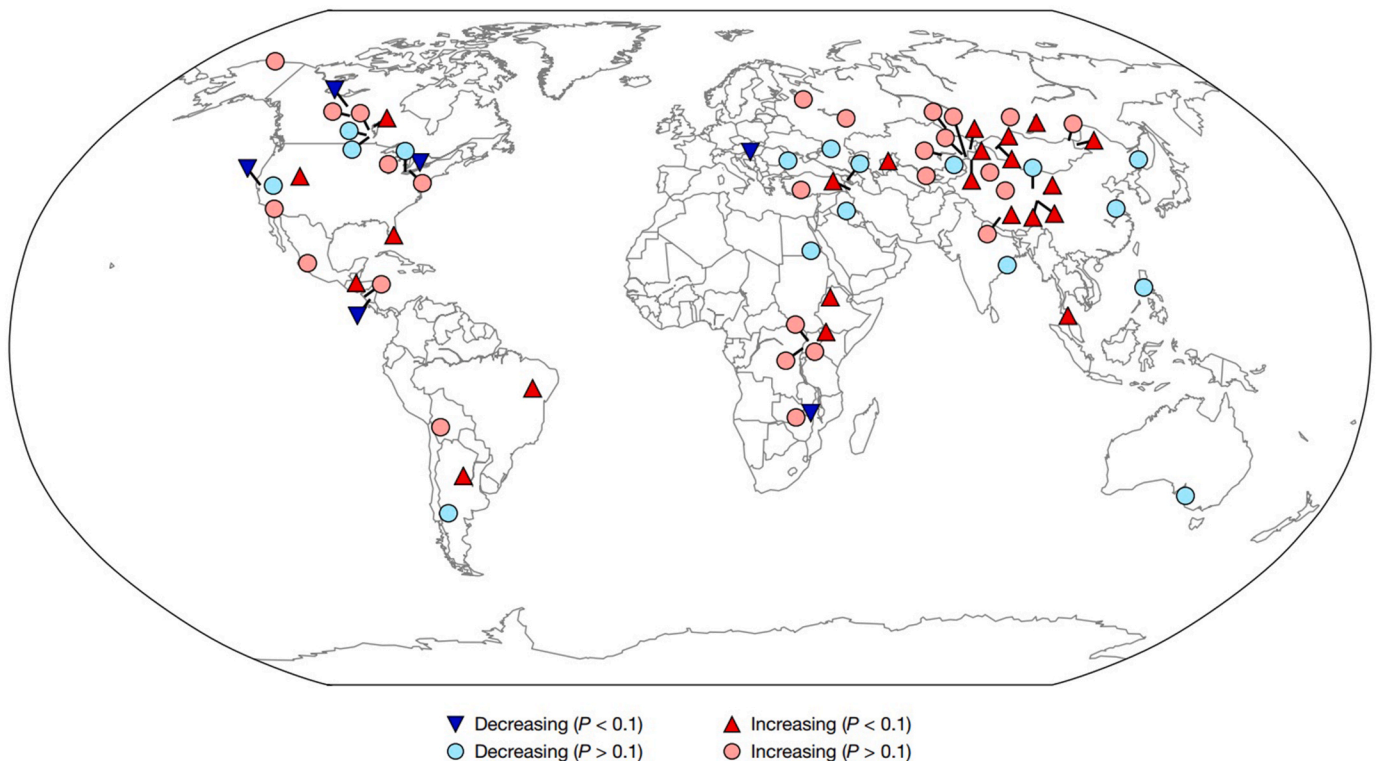 Decreasing (P < 0.1) Increasing (P < 0.1)
Decreasing (P > 0.1) Increasing (P > 0.1)